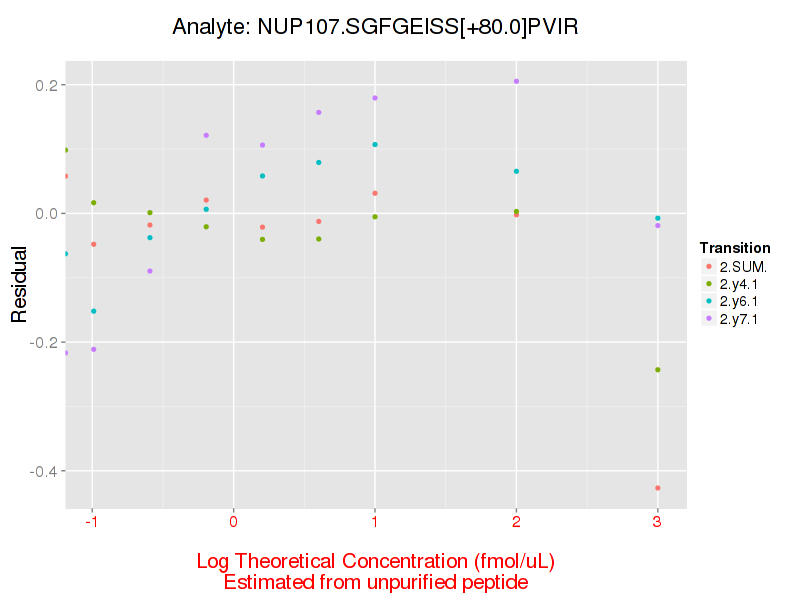 Analyte: NUP107.SGFGEISS[+80.0]PVIR
0.2
0.0
-0.2
-0.4
Residual
-1 0 1 2 3
Log Theoretical Concentration (fmol/uL)
Estimated from unpurified peptide
Transition
2.SUM.
2.y4.1
2.y6.1
2.y7.1